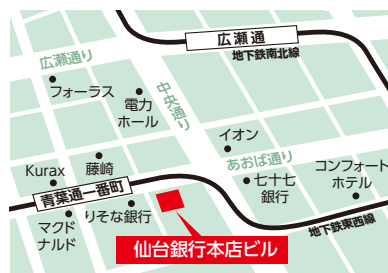 広瀬通
地下鉄南北線
広瀬通り
フォーラス
電力
ホール
中央通り
イオン
あおば通り
Kurax
藤崎
青葉通一番町
マクド
ナルド
りそな銀行
七十七
銀行
コンフォート
ホテル
地下鉄東西線
仙台銀行本店ビル